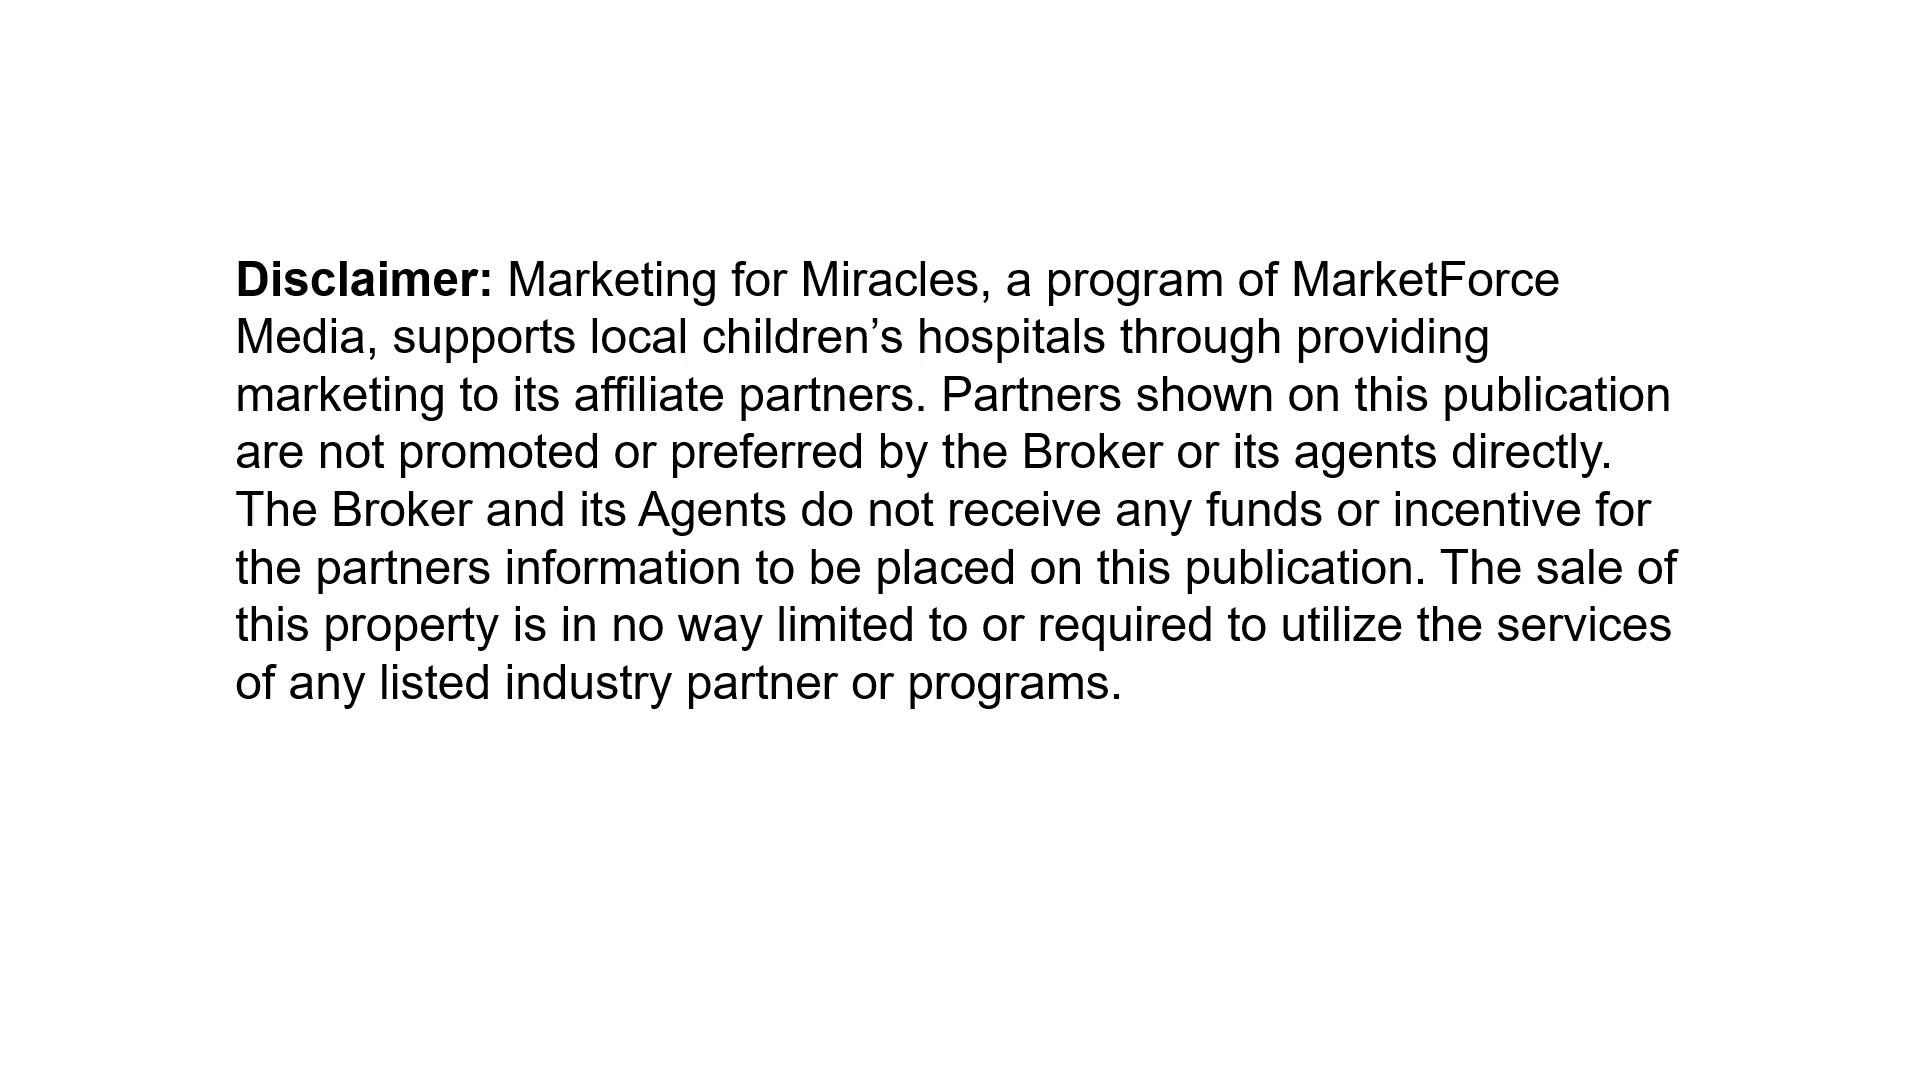 Disclaimer: Marketing for Miracles, a program of MarketForce
Media, supports local children’s hospitals through providing
marketing to its affiliate partners. Partners shown on this publication
are not promoted or preferred by the Broker or its agents directly.
The Broker and its Agents do not receive any funds or incentive for
the partners information to be placed on this publication. The sale of
this property is in no way limited to or required to utilize the services
of any listed industry partner or programs.